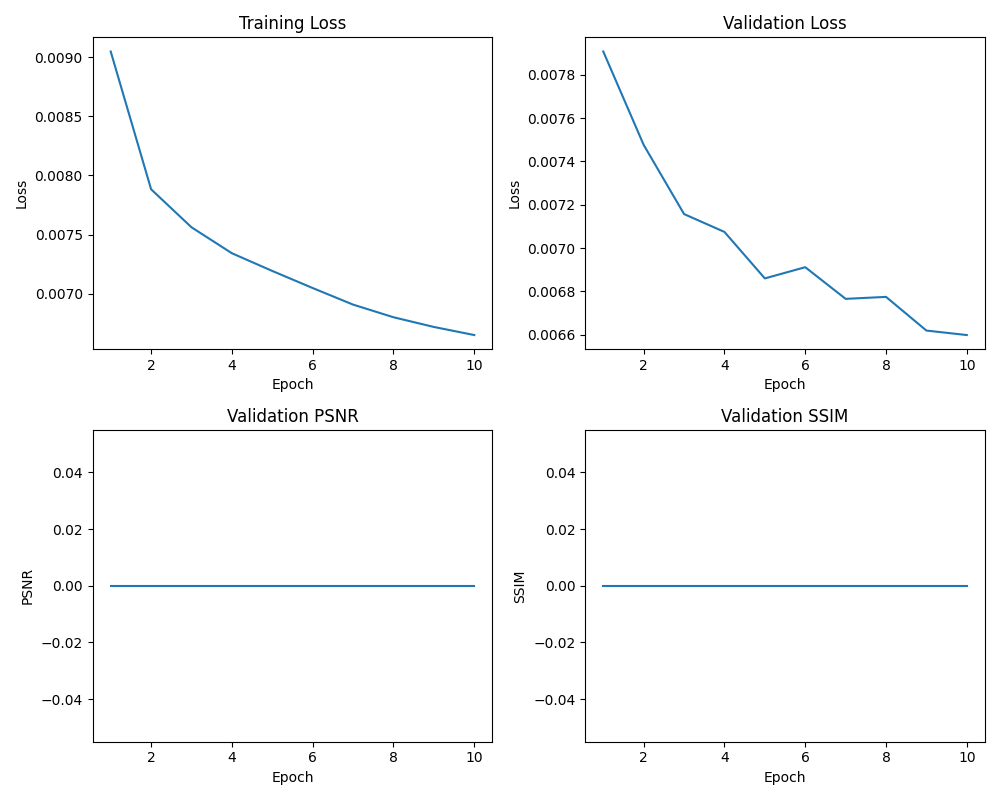 Training Loss
Loss
0.0090
0.0085
0.0080
0.0075
0.0070
2 4 6 8 10
Epoch
Validation Loss
Loss
0.0078
0.0076
0.0074
0.0072
0.0070
0.0068
0.0066
2 4 6 8 10
Epoch
Validation PSNR
PSNR
0.04
0.02
0.00
−0.02
−0.04
2 4 6 8 10
Epoch
Validation SSIM
SSIM
0.04
0.02
0.00
−0.02
−0.04
2 4 6 8 10
Epoch